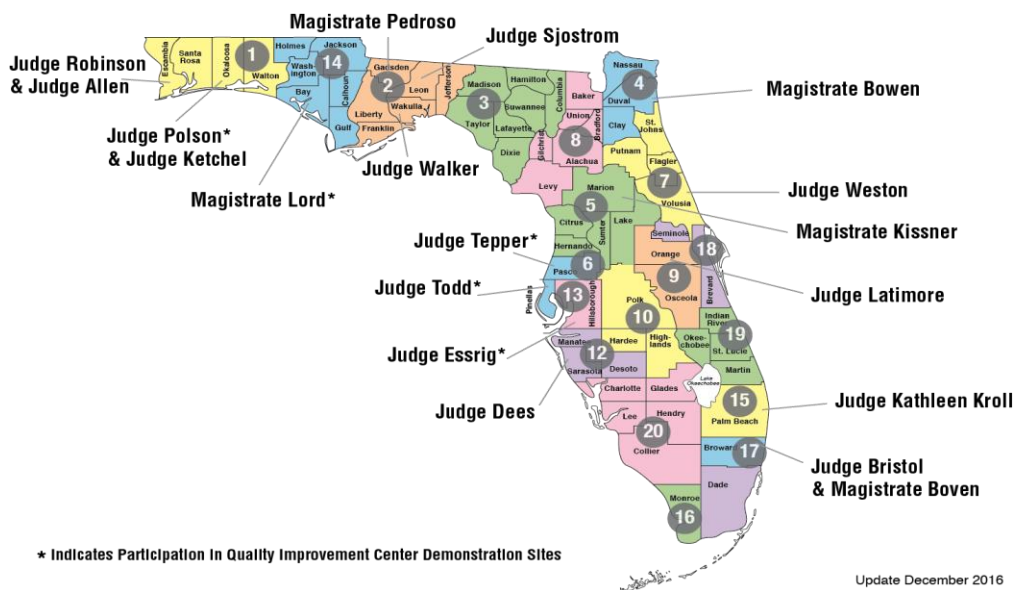 Magistrate Pedroso
Judge Sjostrom
Judge Robinson
& Judge Allen
Judge Polson*
& Judge Ketchel
Magistrate Lord*
Judge Walker
Magistrate Bowen
Judge Weston
Magistrate Kissner
Judge Tepper*
Judge Todd*
Judge Latimore
Judge Essrig*
Judge Dees
Judge Kathleen Kroll
Judge Bristol
& Magistrate Boven
Escambia
Santa
Rosa
Okaloosa
1
Walton
Holmes
Jackson
14
Wash-
ington
Bay
Calhoun
Gulf
Gadsden
2
Leon
Jefferson
Wakulla
Liberty
Franklin
Madison
3
Taylor
Hamilton
Suwannee
Lafayette
Dixie
Columbia
Baker
Union
Bradford
8
Gilchrist
Alachua
Levy
Nassau
4
Duval
Clay
St.
Johns
Putnam
Flagler
7
Volusia
Marion
5
Citrus
Sumter
Lake
Hernando
Pasco
6
Pinellas
13
Hillsborough
Seminole
18
Orange
9
Osceola
Brevard
Polk
10
Hardee
High-
lands
Indian
River
19
Okee-
chobee
St. Lucie
Martin
Manatee
12
Sarasota
Desoto
Charlotte
Glades
Lake
Okeechobee
15
Palm Beach
Lee
Hendry
20
Collier
Broward
17
Dade
Monroe
16
* Indicates Participation In Quality Improvement Center Demonstration Sites
Update December 2016